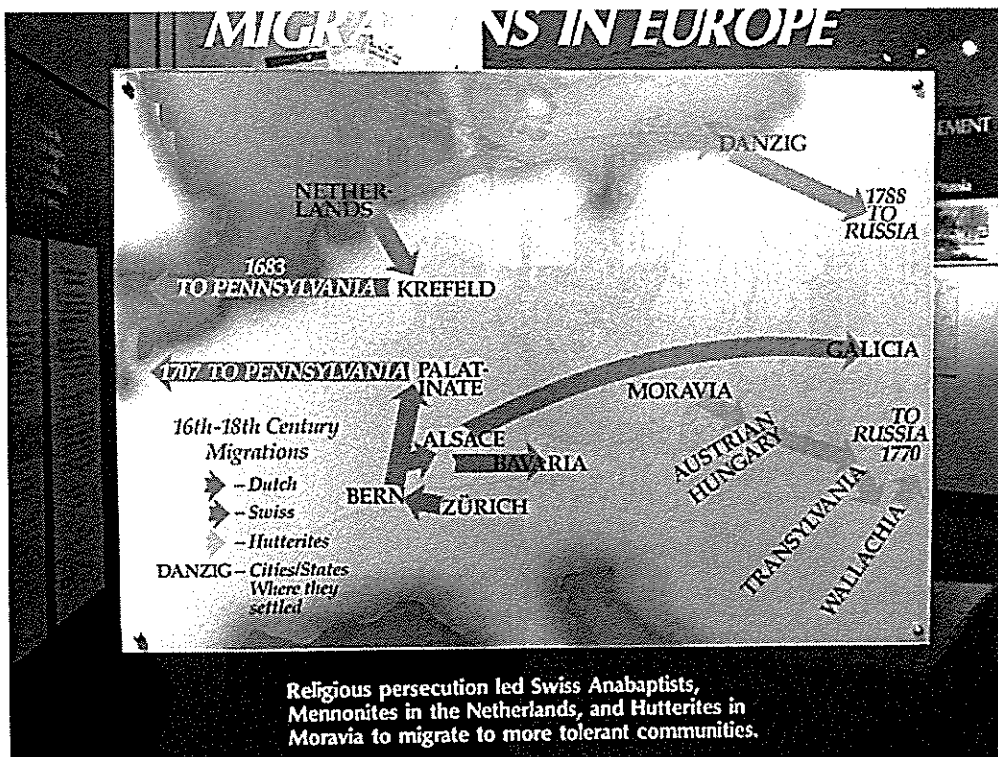 MIGRA NS IN EUROPE
EMENT
DANZIG
NETHER-
LANDS
1788
TO
RUSSIA
1683
TO PENNSYLVANIA
KREFELD
GALICIA
1707 TO PENNSYLVANIA
PALAT-
INATE
MORAVIA
16th-18th Century
Migrations
– Dutch
– Swiss
– Hutterites
DANZIG – Cities/States
Where they
settled
ALSACE
BAVARIA
BERN
ZÜRICH
AUSTRIAN
HUNGARY
TO
RUSSIA
1770
TRANSYLVANIA
WALLACHIA
Religious persecution led Swiss Anabaptists,
Mennonites in the Netherlands, and Hutterites in
Moravia to migrate to more tolerant communities.